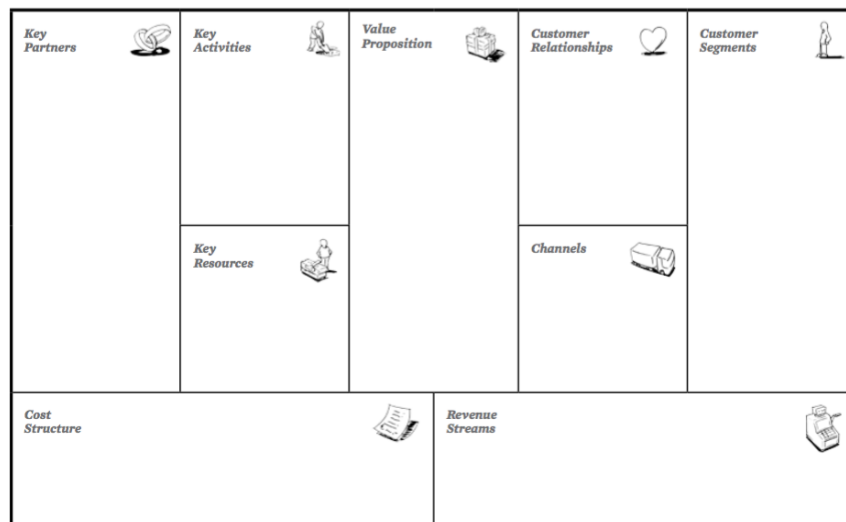 Key
Partners
Key
Activities
Value
Proposition
Customer
Relationships
Customer
Segments
Key
Resources
Channels
Cost
Structure
Revenue
Streams